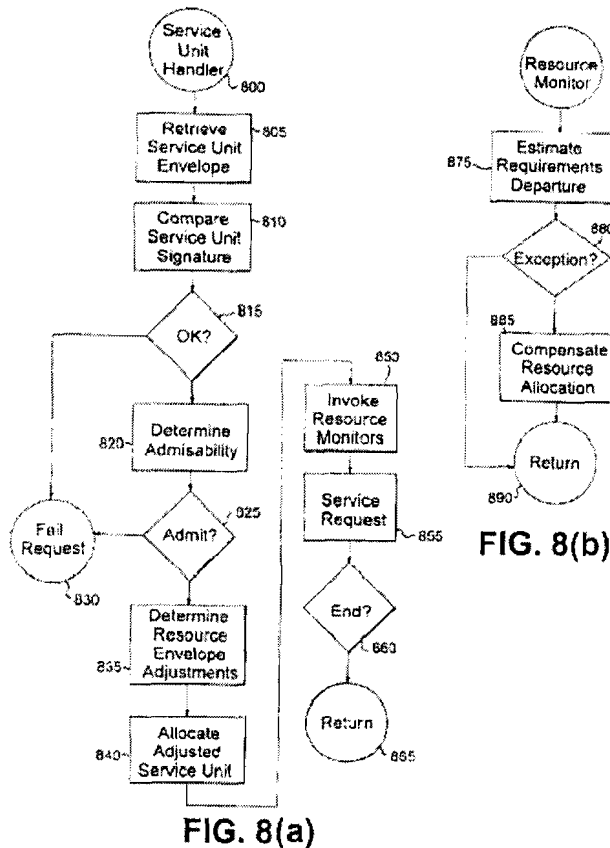 Service
Unit
Handler
800
Retrieve
Service Unit
Envelope
805
Compare
Service Unit
Signature
810
815
OK?
820
Determine
Admisability
825
Admit?
Fail
Request
830
Determine
Resource
Envelope
Adjustments
835
Allocate
Adjusted
Service Unit
840
850
Invoke
Resource
Monitors
Service
Request
855
End?
860
Return
865
FIG. 8(a)
Resource
Monitor
875
Estimate
Requirements
Departure
880
Exception?
885
Compensate
Resource
Allocation
Return
890
FIG. 8(b)